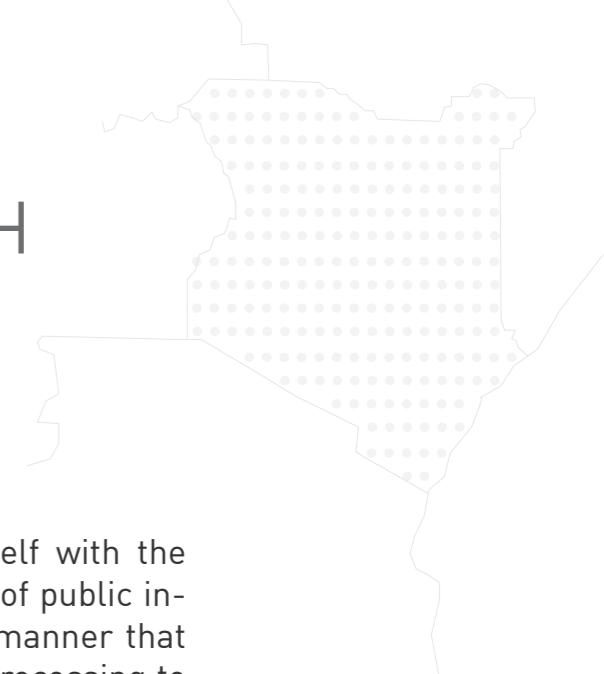 H
elf with the
of public in-
manner that